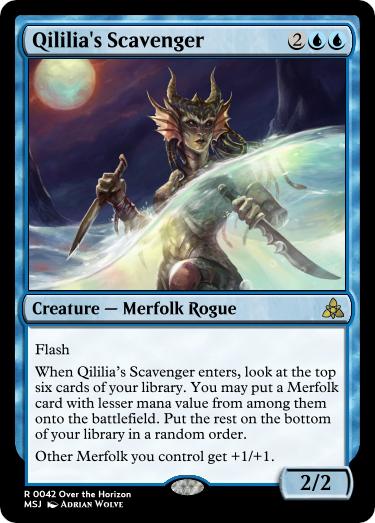 Qililia's Scavenger 2
Creature — Merfolk Rogue
Flash
When Qililia's Scavenger enters, look at the top
six cards of your library. You may put a Merfolk
card with lesser mana value from among them
onto the battlefield. Put the rest on the bottom
of your library in a random order.
Other Merfolk you control get +1/+1.
2/2
R 0042 Over the Horizon
MSJ Adrian Wolve